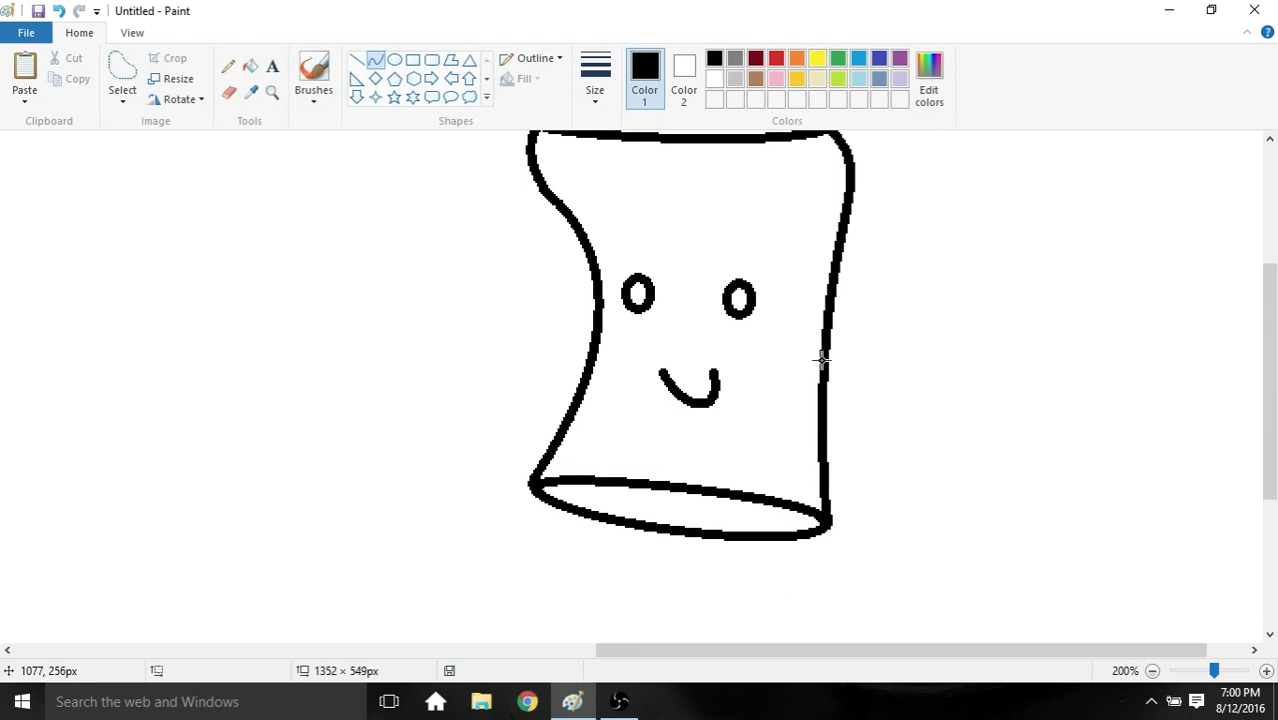 Untitled - Paint
File
Home
View
Paste
Cut
Copy
Clipboard
Select
Crop
Resize
Rotate
Image
A
Tools
Brushes
Outline
Fill
Shapes
Size
Color 1
Color 2
Edit colors
Colors
1077, 256px
1352 × 549px
200%
Search the web and Windows
7:00 PM
8/12/2016